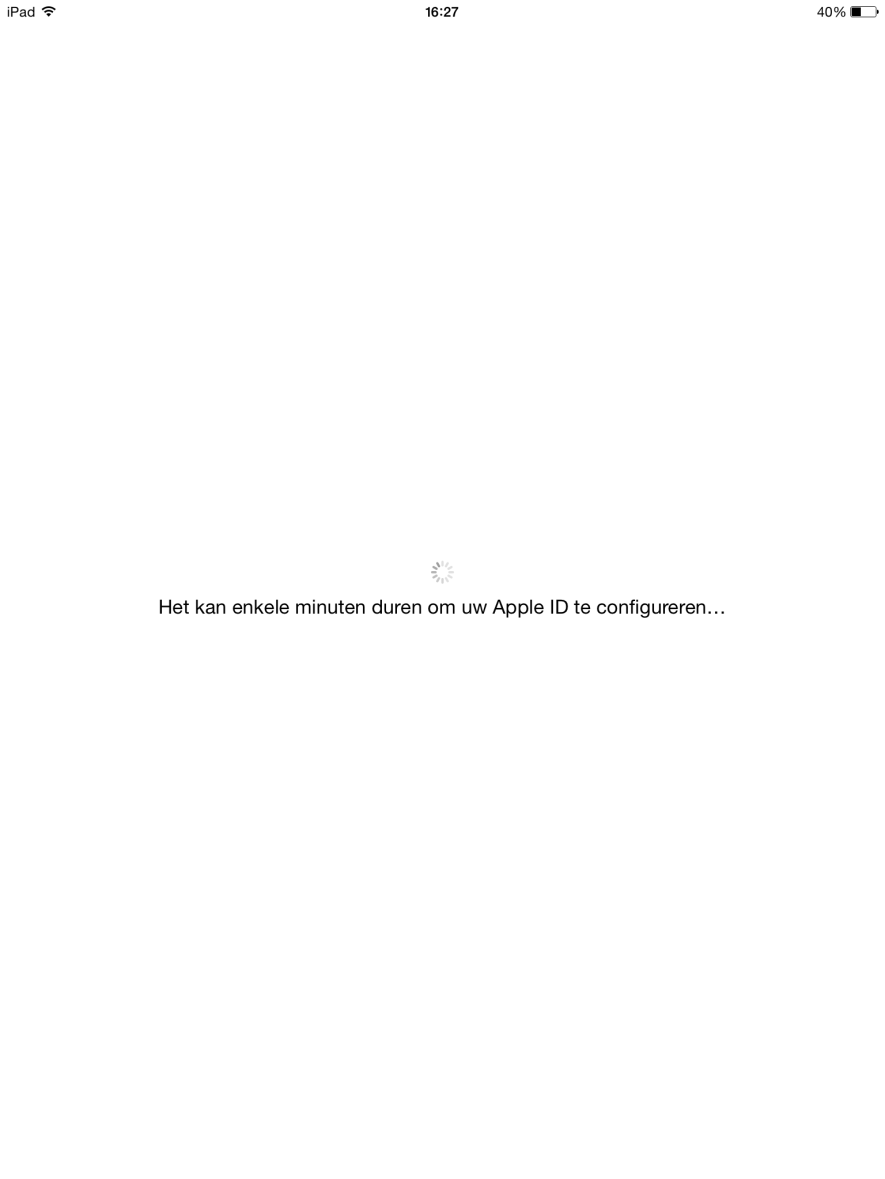 iPad 16:27 40%
Het kan enkele minuten duren om uw Apple ID te configureren…